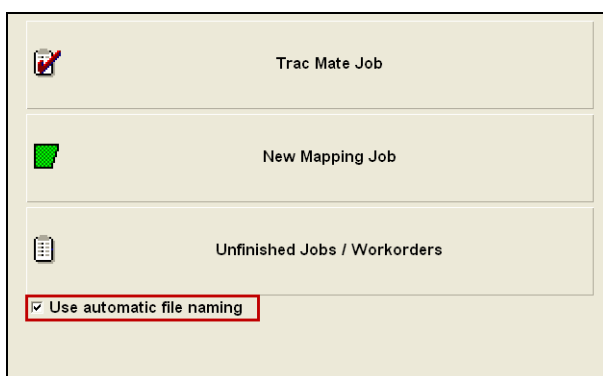 Trac Mate Job
New Mapping Job
Unfinished Jobs / Workorders
Use automatic file naming